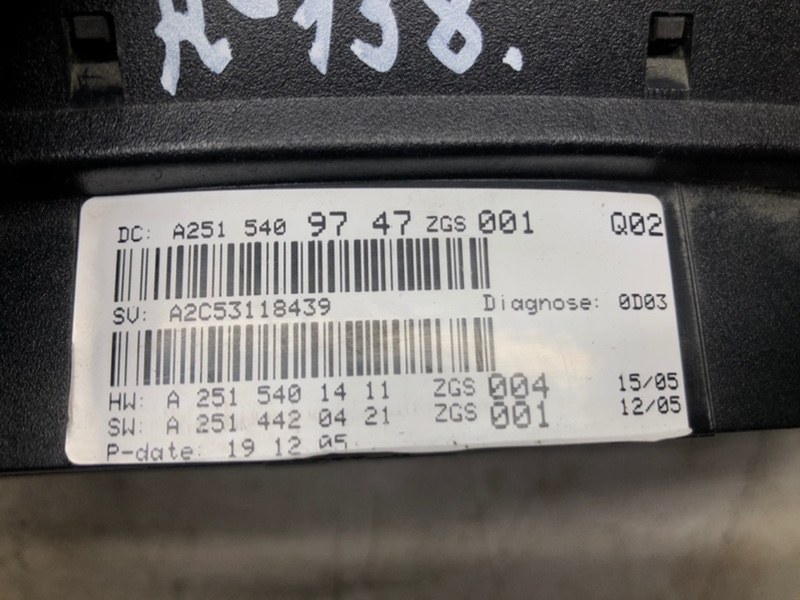 138.
DC: A251 540 97 47 ZGS 001 Q02
SV: A2C53118439 Diagnose: 0D03
HW: A 251 540 14 11 ZGS 004 15/05
SW: A 251 442 04 21 ZGS 001 12/05
P-date: 19 12 05